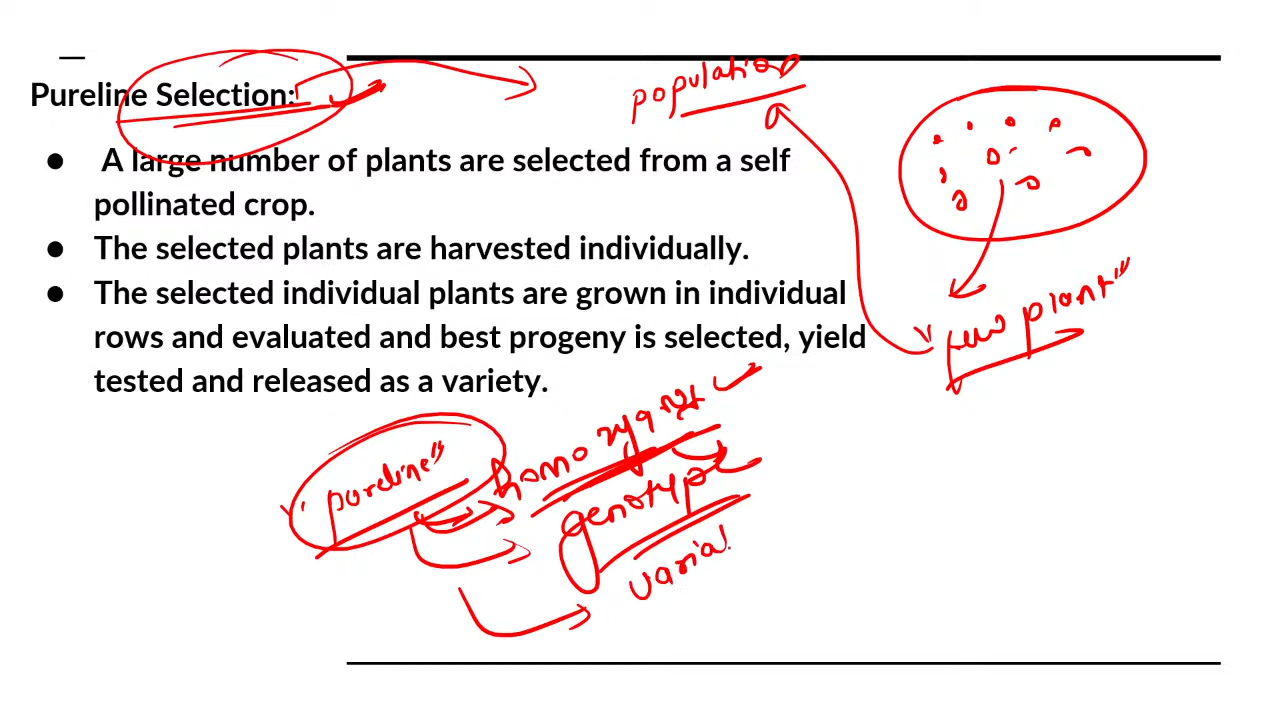 Pureline Selection:
population
● A large number of plants are selected from a self
pollinated crop.
● The selected plants are harvested individually.
● The selected individual plants are grown in individual
rows and evaluated and best progeny is selected, yield
tested and released as a variety.
few plant"
"pureline"
genotype
varial